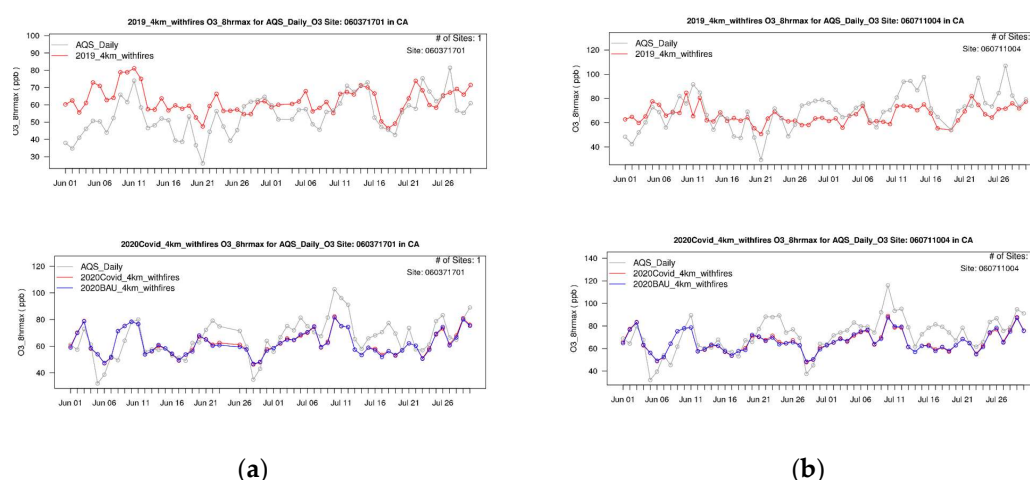 2019_4km_withfires O3_8hrmax for AQS_Daily_O3 Site: 060371701 in CA
# of Sites: 1
Site: 060371701
AQS_Daily
2019_4km_withfires
O3_8hrmax ( ppb )
100
90
80
70
60
50
40
30
Jun 01 Jun 06 Jun 11 Jun 16 Jun 21 Jun 26 Jul 01 Jul 06 Jul 11 Jul 16 Jul 21 Jul 26
2019_4km_withfires O3_8hrmax for AQS_Daily_O3 Site: 060711004 in CA
# of Sites:
Site: 060711004
AQS_Daily
2019_4km_withfires
O3_8hrmax ( ppb )
120
100
80
60
40
Jun 01 Jun 06 Jun 11 Jun 16 Jun 21 Jun 26 Jul 01 Jul 06 Jul 11 Jul 16 Jul 21 Jul 26
2020Covid_4km_withfires O3_8hrmax for AQS_Daily_O3 Site: 060371701 in CA
# of Sites: 1
Site: 060371701
AQS_Daily
2020Covid_4km_withfires
2020BAU_4km_withfires
O3_8hrmax ( ppb )
120
100
80
60
40
Jun 01 Jun 06 Jun 11 Jun 16 Jun 21 Jun 26 Jul 01 Jul 06 Jul 11 Jul 16 Jul 21 Jul 26
2020Covid_4km_withfires O3_8hrmax for AQS_Daily_O3 Site: 060711004 in CA
# of Sites:
Site: 060711004
AQS_Daily
2020Covid_4km_withfires
2020BAU_4km_withfires
O3_8hrmax ( ppb )
120
100
80
60
40
Jun 01 Jun 06 Jun 11 Jun 16 Jun 21 Jun 26 Jul 01 Jul 06 Jul 11 Jul 16 Jul 21 Jul 26
(a)
(b)